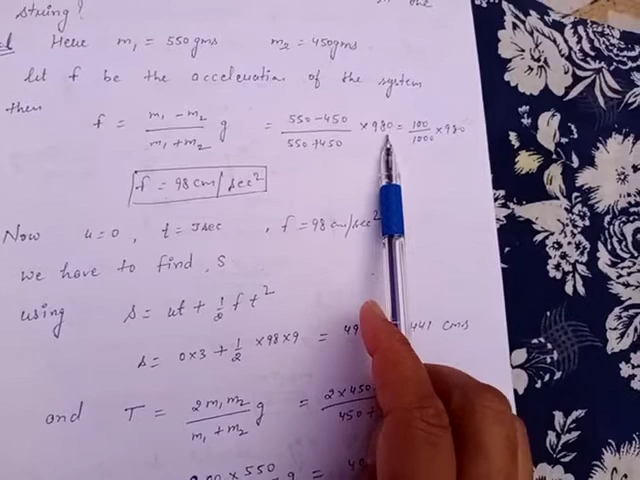 string?
Here m₁ = 550gms m₂ = 450gms
let f be the acceleration of the system
then
f = (m₁ - m₂)/(m₁ + m₂) g = (550-450)/(550+450) × 980 = 100/1000 × 980
f = 98 cm/sec²
Now u=0, t= 3sec, f = 98 cm/sec²
we have to find S
using s = ut + 1/2 f t²
s = 0×3 + 1/2 × 98×9 = 441 cms
and T = 2m₁m₂/(m₁+m₂) g = 2×450
450+
×550 g =